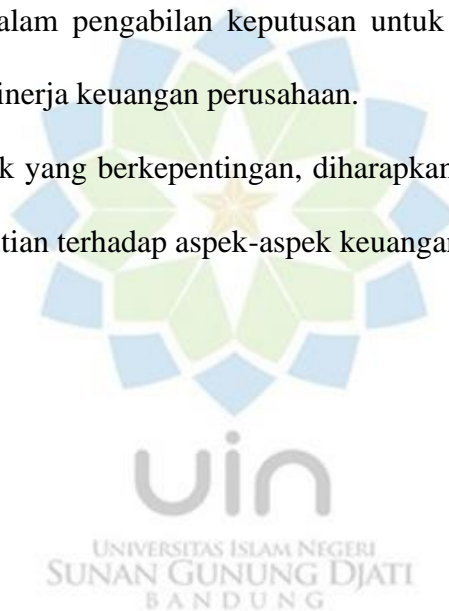 alam pengabilan keputusan untuk
inerja keuangan perusahaan.
k yang berkepentingan, diharapkan
tian terhadap aspek-aspek keuangan
uin
UNIVERSITAS ISLAM NEGERI
SUNAN GUNUNG DJATI
BANDUNG